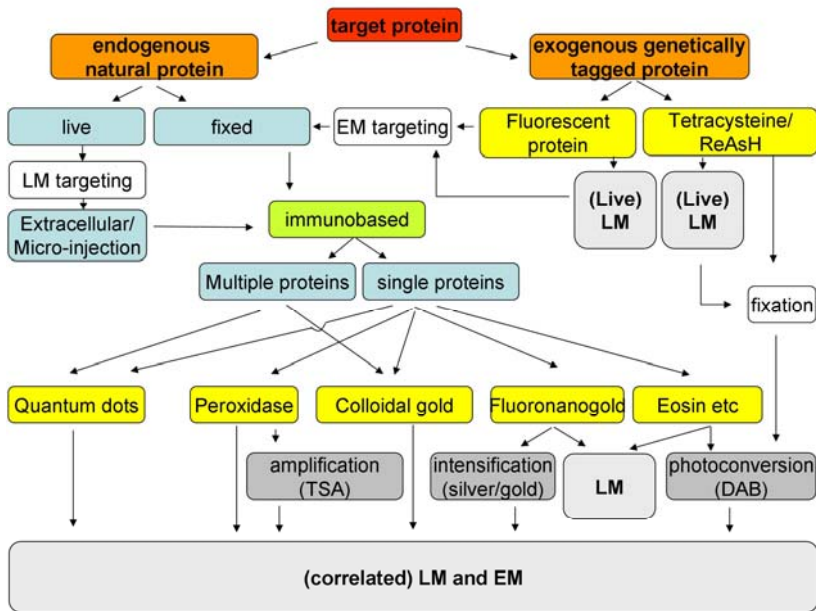 target protein
endogenous
natural protein
exogenous genetically
tagged protein
live
fixed
EM targeting
Fluorescent
protein
Tetracysteine/
ReAsH
LM targeting
(Live)
LM
(Live)
LM
Extracellular/
Micro-injection
immunobased
Multiple proteins
single proteins
fixation
Quantum dots
Peroxidase
Colloidal gold
Fluoronanogold
Eosin etc
amplification
(TSA)
intensification
(silver/gold)
LM
photoconversion
(DAB)
(correlated) LM and EM